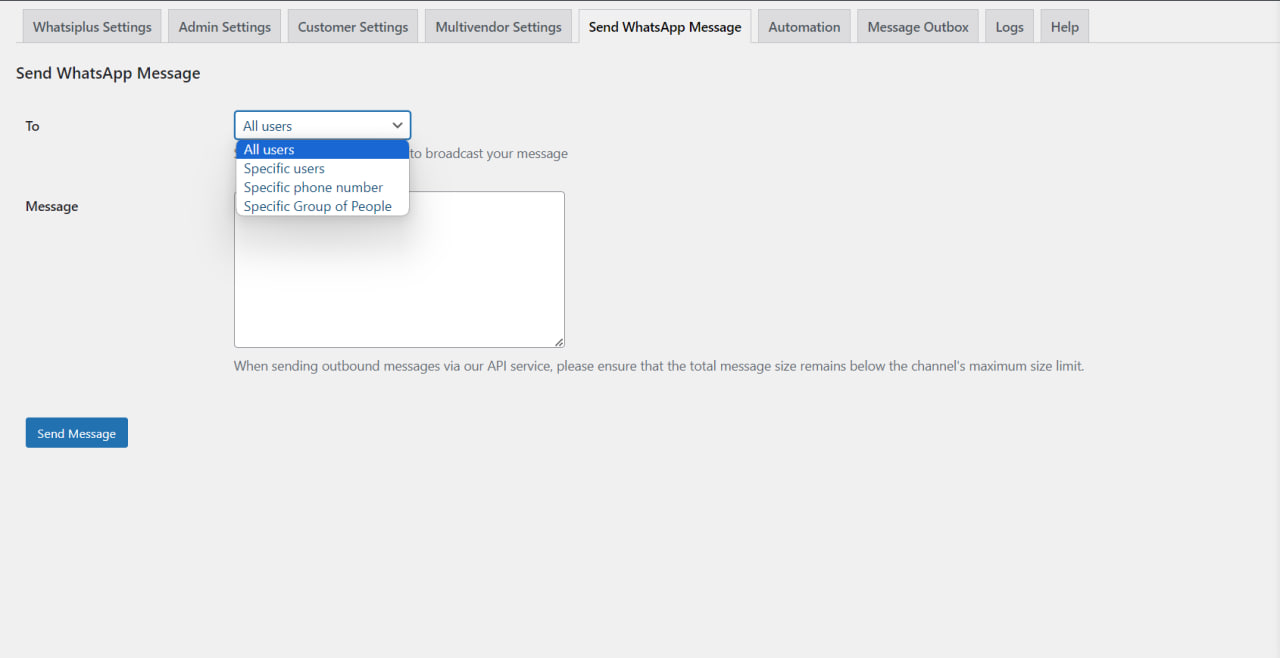 Whatsiplus Settings Admin Settings Customer Settings Multivendor Settings Send WhatsApp Message Automation Message Outbox Logs Help
Send WhatsApp Message
To
All users
All users
to broadcast your message
Specific users
Specific phone number
Specific Group of People
Message
When sending outbound messages via our API service, please ensure that the total message size remains below the channel's maximum size limit.
Send Message